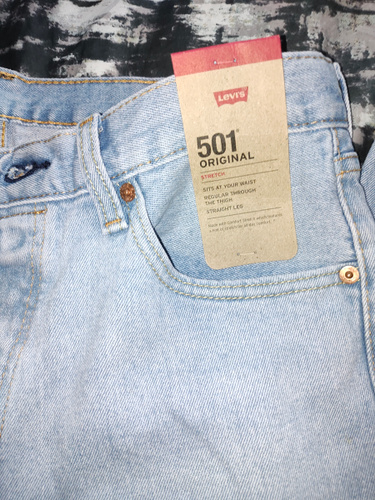 Levi's
501®
ORIGINAL
STRETCH
SITS AT YOUR WAIST
REGULAR THROUGH
THE THIGH
STRAIGHT LEG